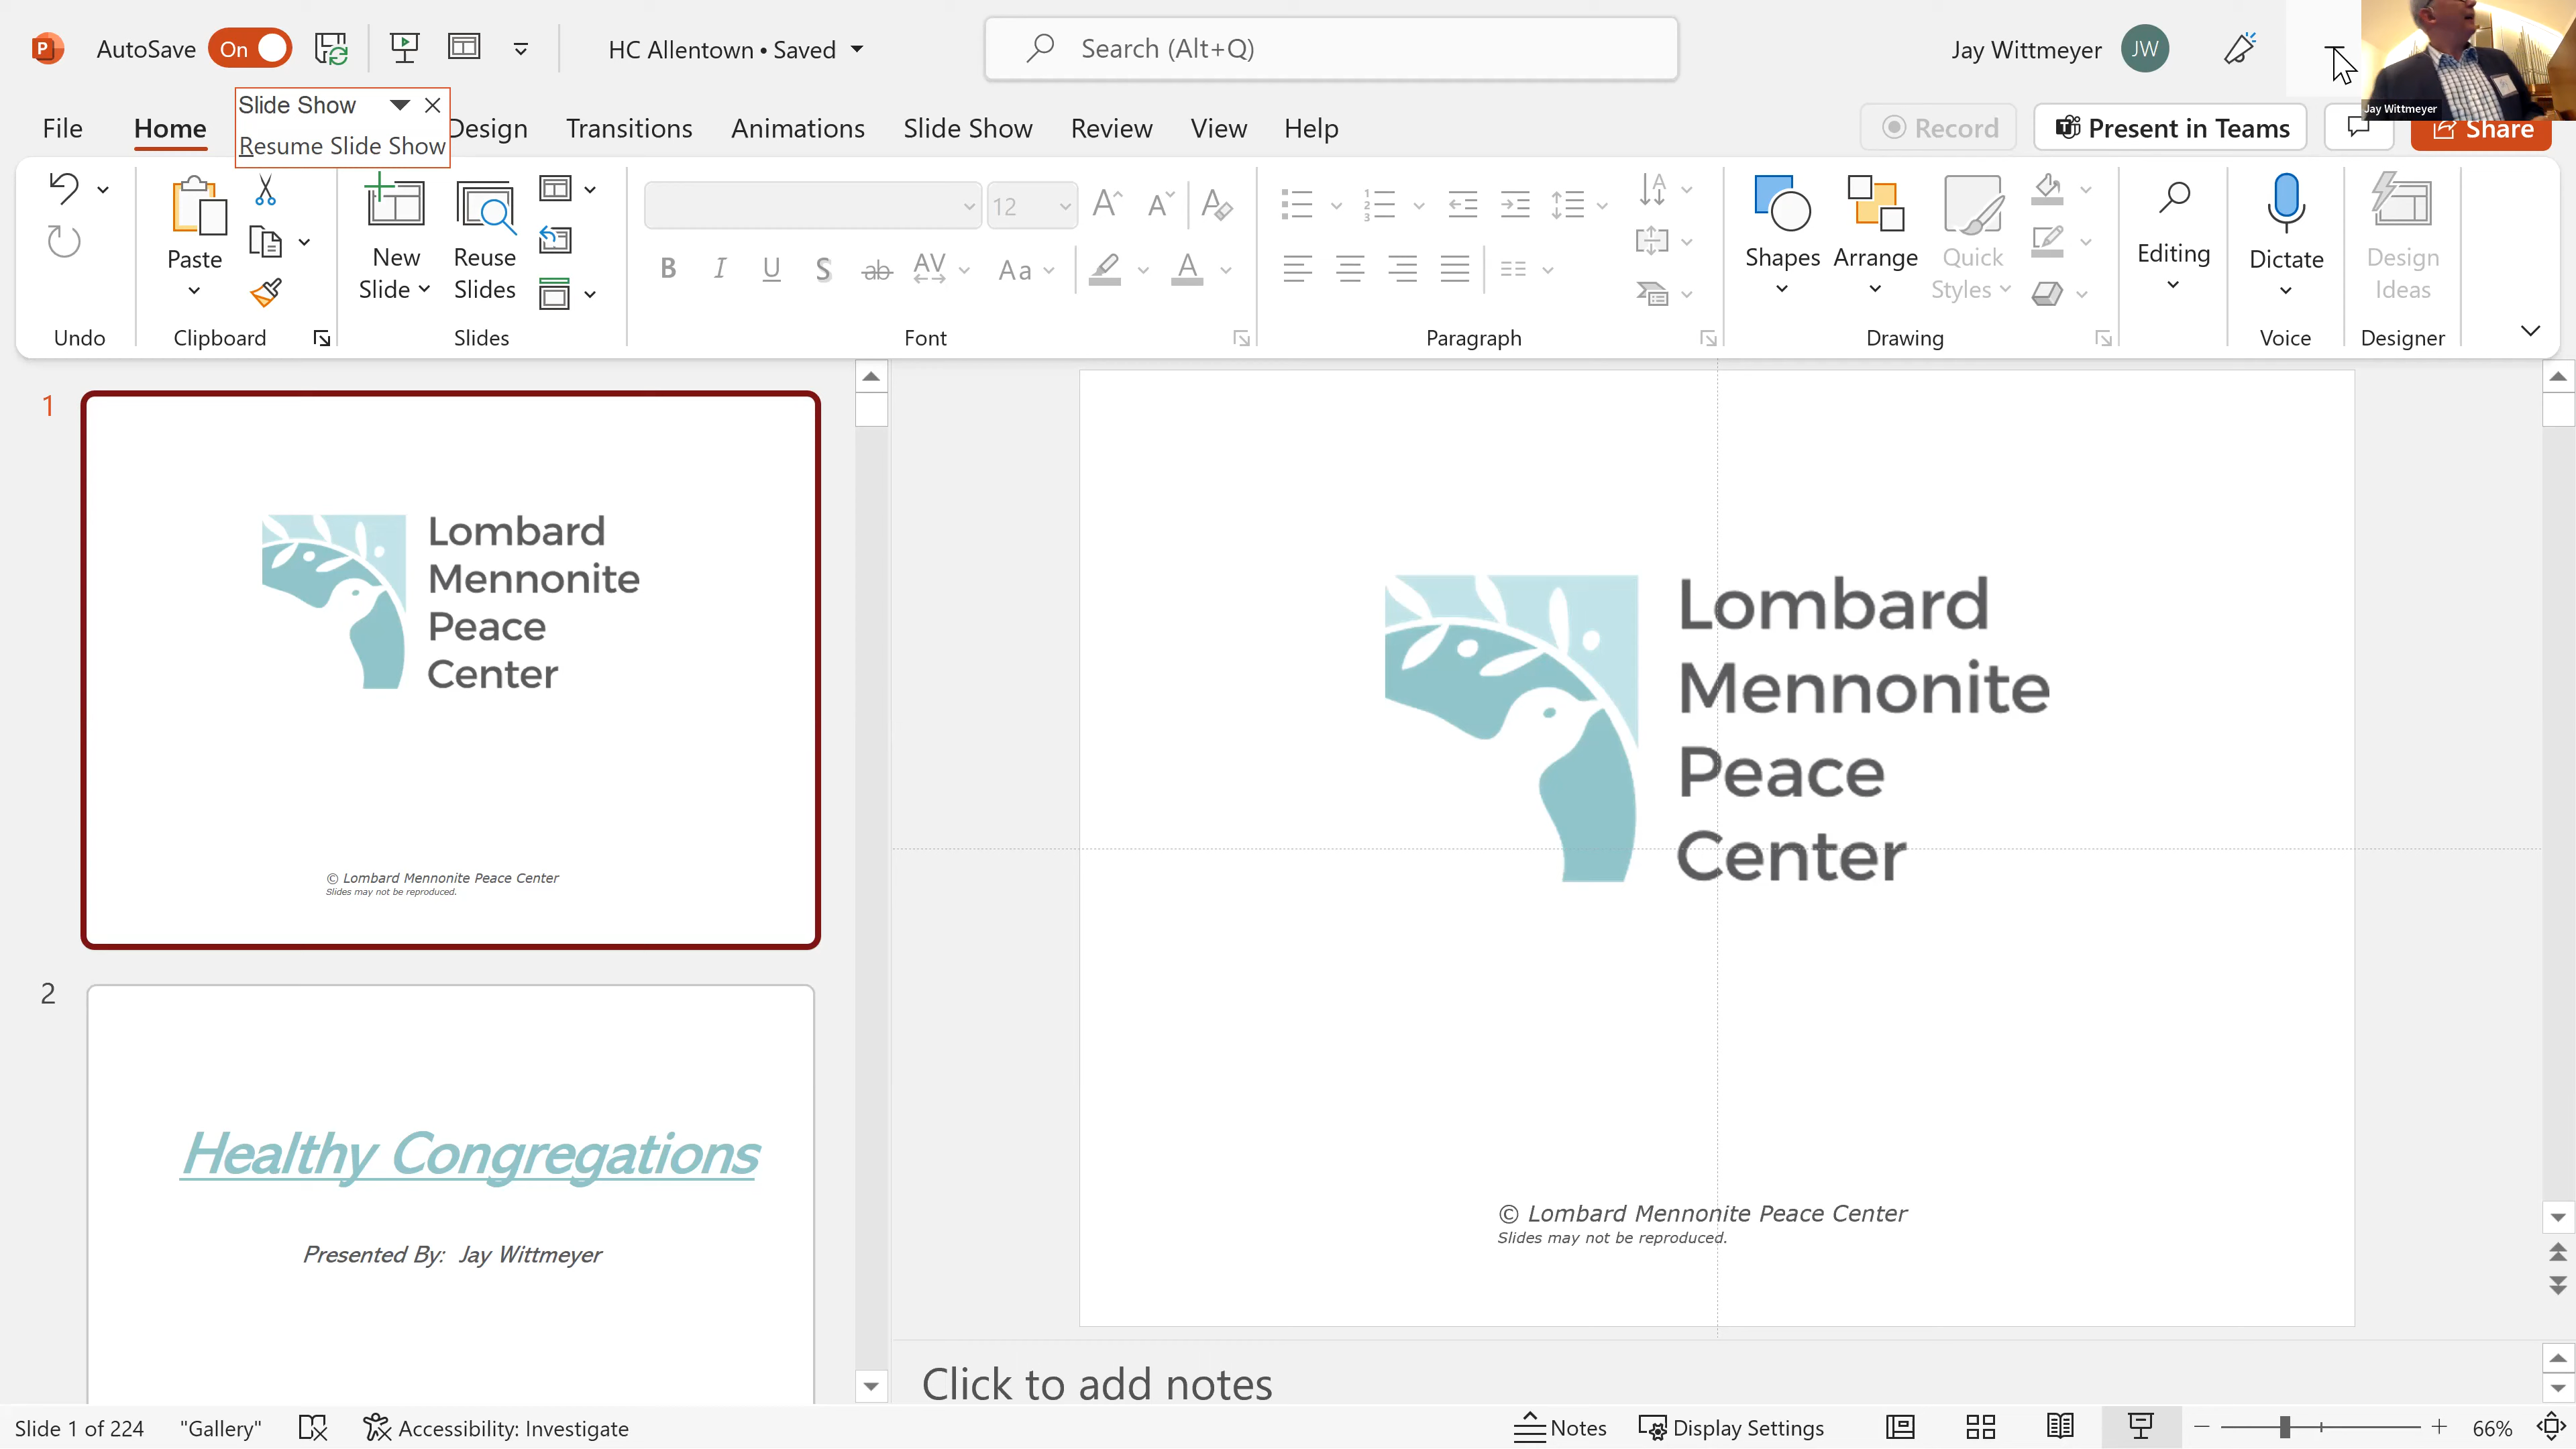 AutoSave On
HC Allentown • Saved
Search (Alt+Q)
Jay Wittmeyer JW
Jay Wittmeyer
Slide Show
Resume Slide Show
File Home Design Transitions Animations Slide Show Review View Help
Record Present in Teams Share
Undo
Paste
Clipboard
New Slide
Reuse Slides
Slides
12
Font
Paragraph
Shapes Arrange Quick Styles
Drawing
Editing
Dictate
Voice
Design Ideas
Designer
1
Lombard
Mennonite
Peace
Center
© Lombard Mennonite Peace Center
Slides may not be reproduced.
2
Healthy Congregations
Presented By: Jay Wittmeyer
Lombard
Mennonite
Peace
Center
© Lombard Mennonite Peace Center
Slides may not be reproduced.
Click to add notes
Slide 1 of 224 "Gallery" Accessibility: Investigate Notes Display Settings 66%